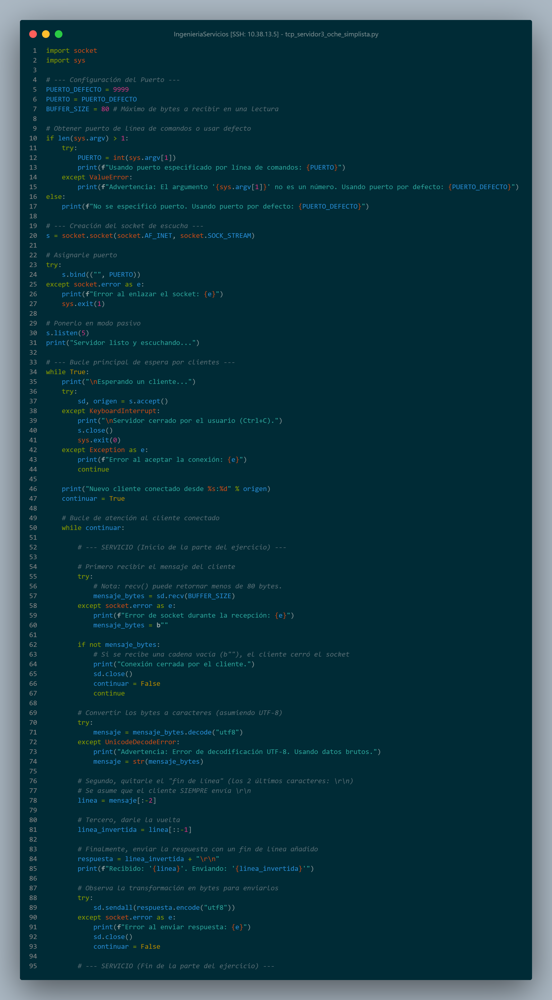 IngenieriaServicios [SSH: 10.38.13.5] - tcp_servidor3_oche_simplista.py
1 import socket
2 import sys
3
4 # --- Configuración del Puerto ---
5 PUERTO_DEFECTO = 9999
6 PUERTO = PUERTO_DEFECTO
7 BUFFER_SIZE = 80 # Máximo de bytes a recibir en una lectura
8
9 # Obtener puerto de línea de comandos o usar defecto
10 if len(sys.argv) > 1:
11     try:
12         PUERTO = int(sys.argv[1])
13         print(f"Usando puerto especificado por línea de comandos: {PUERTO}")
14     except ValueError:
15         print(f"Advertencia: El argumento '{sys.argv[1]}' no es un número. Usando puerto por defecto: {PUERTO_DEFECTO}")
16 else:
17     print(f"No se especificó puerto. Usando puerto por defecto: {PUERTO_DEFECTO}")
18
19 # --- Creación del socket de escucha ---
20 s = socket.socket(socket.AF_INET, socket.SOCK_STREAM)
21
22 # Asignarle puerto
23 try:
24     s.bind(("", PUERTO))
25 except socket.error as e:
26     print(f"Error al enlazar el socket: {e}")
27     sys.exit(1)
28
29 # Ponerlo en modo pasivo
30 s.listen(5)
31 print("Servidor listo y escuchando...")
32
33 # --- Bucle principal de espera por clientes ---
34 while True:
35     print("\nEsperando un cliente...")
36     try:
37         sd, origen = s.accept()
38     except KeyboardInterrupt:
39         print("\nServidor cerrado por el usuario (Ctrl+C).")
40         s.close()
41         sys.exit(0)
42     except Exception as e:
43         print(f"Error al aceptar la conexión: {e}")
44         continue
45
46     print("Nuevo cliente conectado desde %s:%d" % origen)
47     continuar = True
48
49     # Bucle de atención al cliente conectado
50     while continuar:
51
52         # --- SERVICIO (Inicio de la parte del ejercicio) ---
53
54         # Primero recibir el mensaje del cliente
55         try:
56             # Nota: recv() puede retornar menos de 80 bytes.
57             mensaje_bytes = sd.recv(BUFFER_SIZE)
58         except socket.error as e:
59             print(f"Error de socket durante la recepción: {e}")
60             mensaje_bytes = b""
61
62         if not mensaje_bytes:
63             # Si se recibe una cadena vacía (b""), el cliente cerró el socket
64             print("Conexión cerrada por el cliente.")
65             sd.close()
66             continuar = False
67             continue
68
69         # Convertir los bytes a caracteres (asumiendo UTF-8)
70         try:
71             mensaje = mensaje_bytes.decode("utf8")
72         except UnicodeDecodeError:
73             print("Advertencia: Error de decodificación UTF-8. Usando datos brutos.")
74             mensaje = str(mensaje_bytes)
75
76         # Segundo, quitarle el "fin de línea" (los 2 últimos caracteres: \r\n)
77         # Se asume que el cliente SIEMPRE envía \r\n
78         linea = mensaje[:-2]
79
80         # Tercero, darle la vuelta
81         linea_invertida = linea[::-1]
82
83         # Finalmente, enviar la respuesta con un fin de línea añadido
84         respuesta = linea_invertida + "\r\n"
85         print(f"Recibido: '{linea}'. Enviando: '{linea_invertida}'")
86
87         # Observa la transformación en bytes para enviarlos
88         try:
89             sd.sendall(respuesta.encode("utf8"))
90         except socket.error as e:
91             print(f"Error al enviar respuesta: {e}")
92             sd.close()
93             continuar = False
94
95         # --- SERVICIO (Fin de la parte del ejercicio) ---